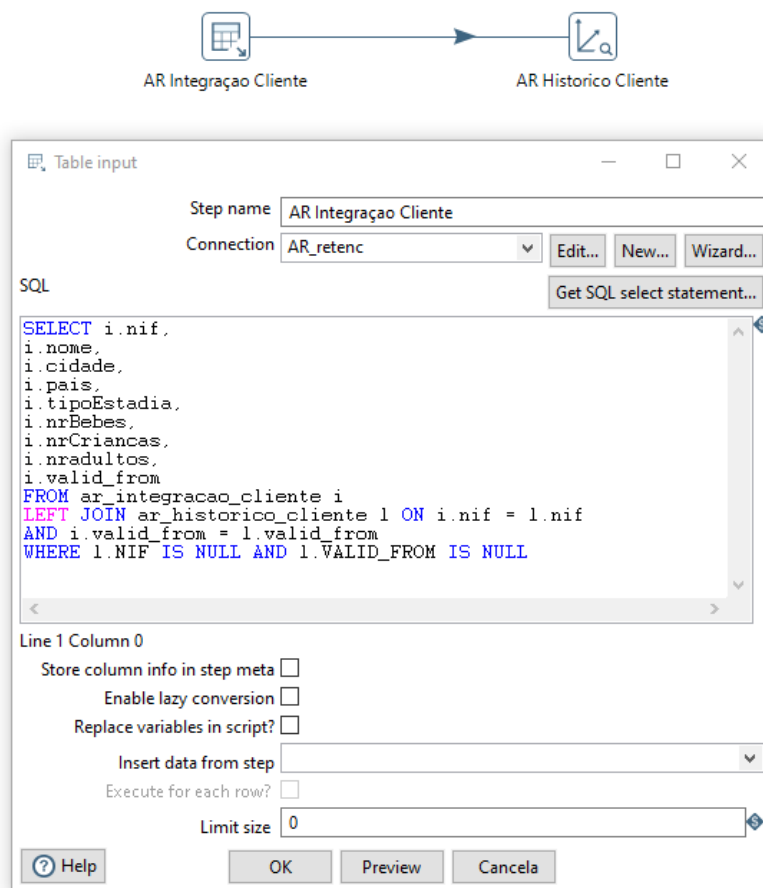 AR Integraçao Cliente
AR Historico Cliente
Table input
Step name AR Integraçao Cliente
Connection AR_retenc Edit... New... Wizard...
SQL Get SQL select statement...
SELECT i.nif,
i.nome,
i.cidade,
i.pais,
i.tipoEstadia,
i.nrBebes,
i.nrCriancas,
i.nradultos,
i.valid_from
FROM ar_integracao_cliente i
LEFT JOIN ar_historico_cliente l ON i.nif = l.nif
AND i.valid_from = l.valid_from
WHERE l.NIF IS NULL AND l.VALID_FROM IS NULL
Line 1 Column 0
Store column info in step meta
Enable lazy conversion
Replace variables in script?
Insert data from step
Execute for each row?
Limit size 0
Help OK Preview Cancela